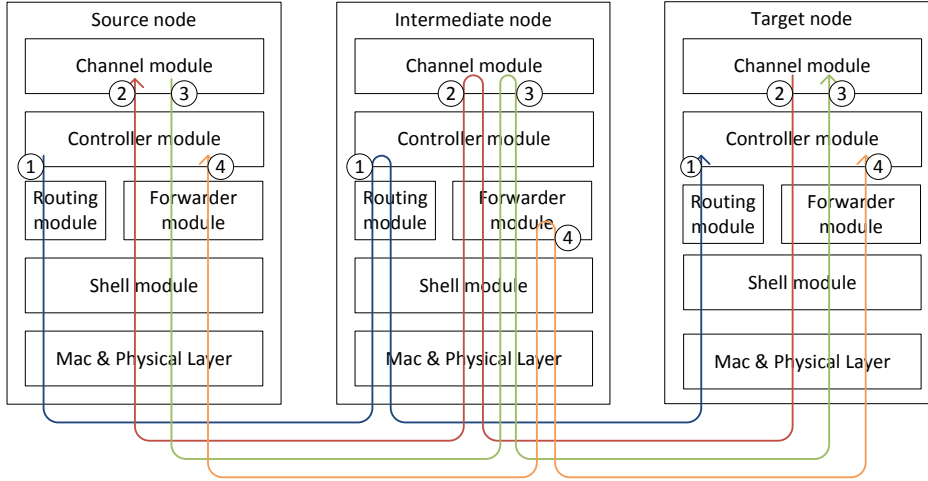 Source node
Channel module
2
3
Controller module
1
4
Routing
module
Forwarder
module
Shell module
Mac & Physical Layer
Intermediate node
Channel module
2
3
Controller module
1
Routing
module
Forwarder
module
4
Shell module
Mac & Physical Layer
Target node
Channel module
2
3
Controller module
1
4
Routing
module
Forwarder
module
Shell module
Mac & Physical Layer